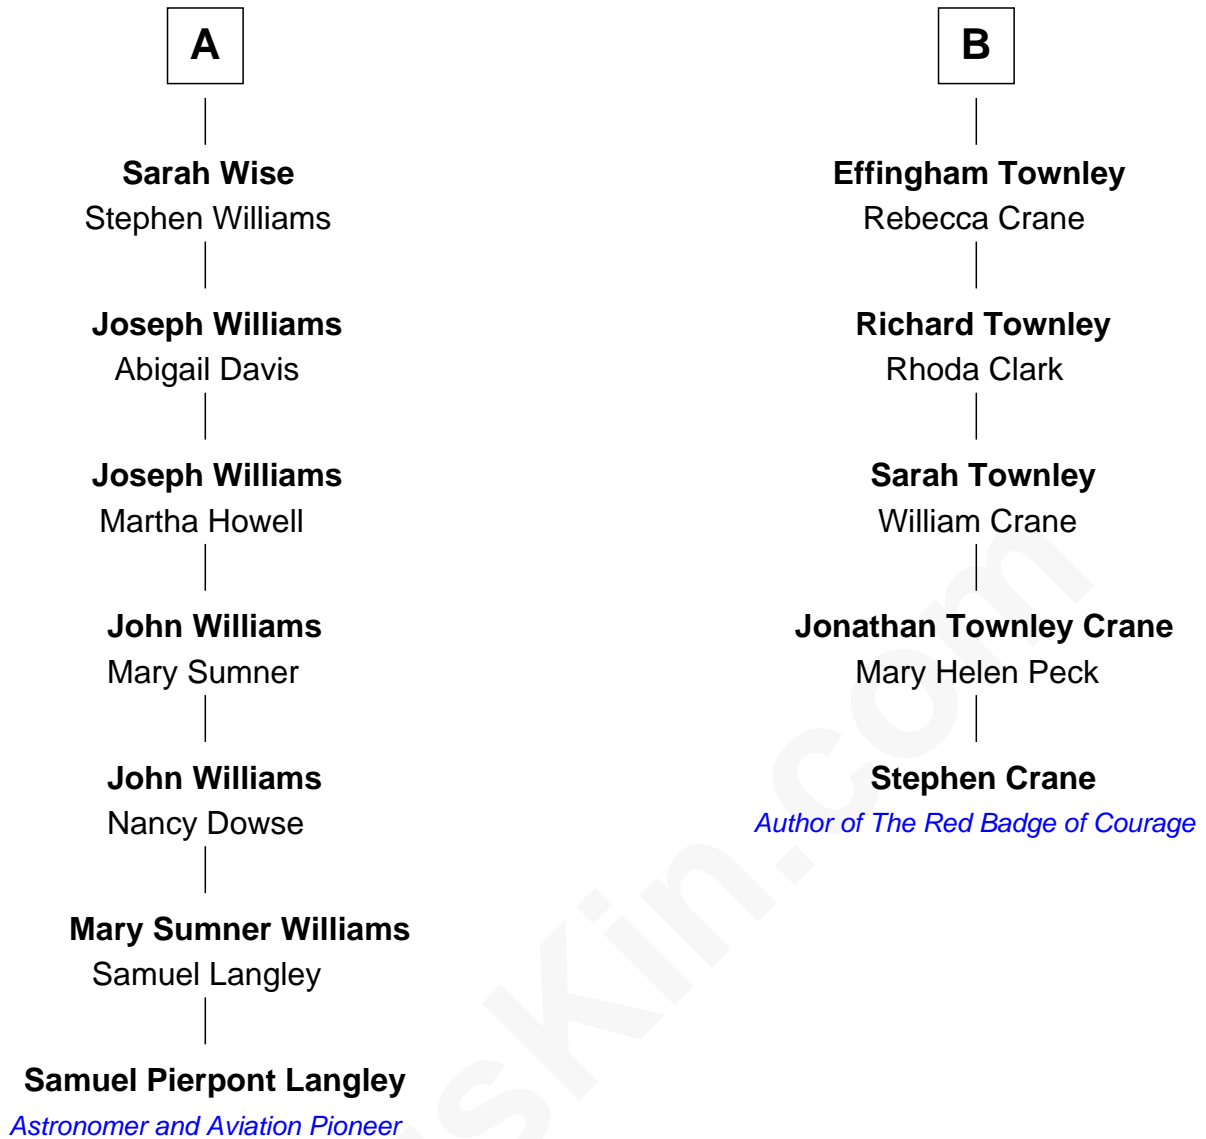 A
Sarah Wise
Stephen Williams
Joseph Williams
Abigail Davis
Joseph Williams
Martha Howell
John Williams
Mary Sumner
John Williams
Nancy Dowse
Mary Sumner Williams
Samuel Langley
Samuel Pierpont Langley
Astronomer and Aviation Pioneer
B
Effingham Townley
Rebecca Crane
Richard Townley
Rhoda Clark
Sarah Townley
William Crane
Jonathan Townley Crane
Mary Helen Peck
Stephen Crane
Author of The Red Badge of Courage
sKin.com